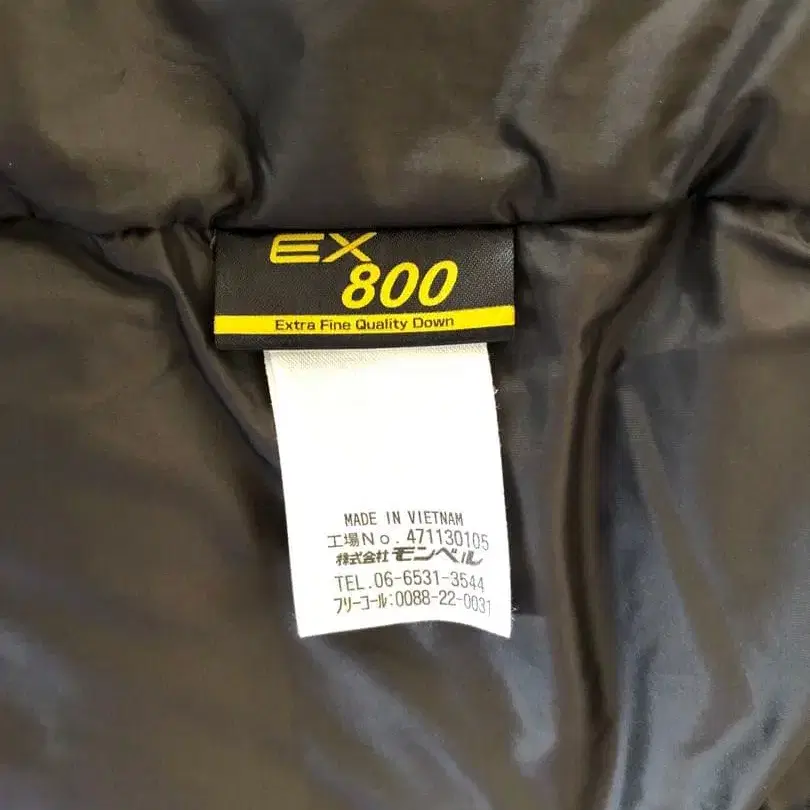 EX
800
Extra Fine Quality Down
MADE IN VIETNAM
工場No. 471130105
株式会社モンベル
TEL.06-6531-3544
フリーコール:0088-22-0031